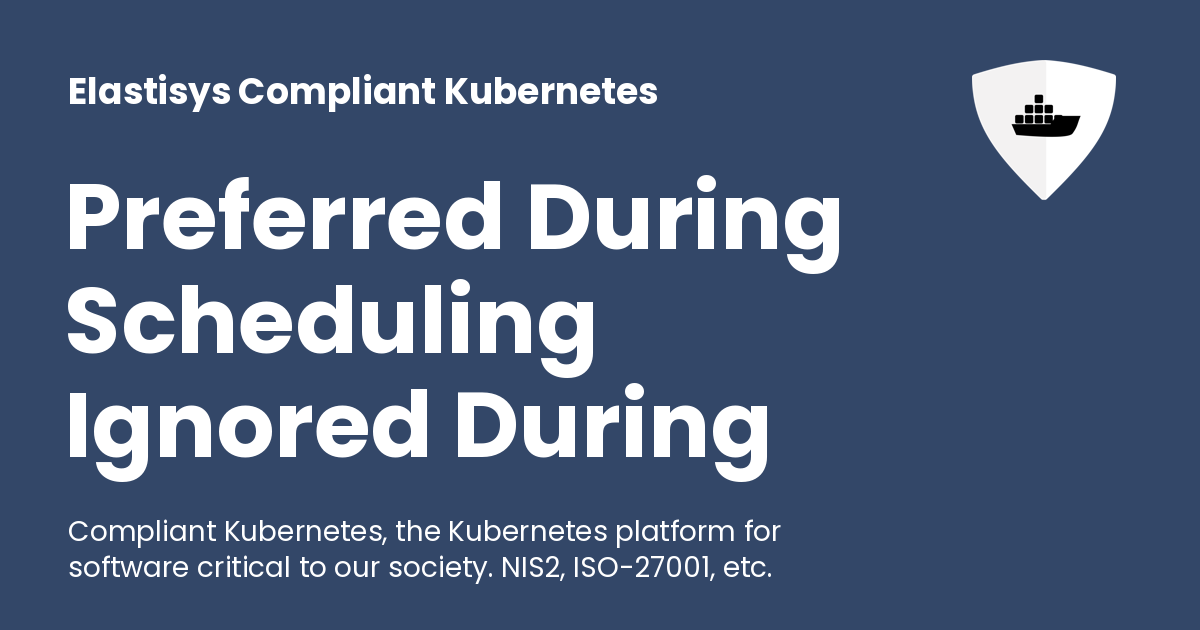 Elastisys Compliant Kubernetes
Preferred During
Scheduling
Ignored During
Compliant Kubernetes, the Kubernetes platform for
software critical to our society. NIS2, ISO-27001, etc.